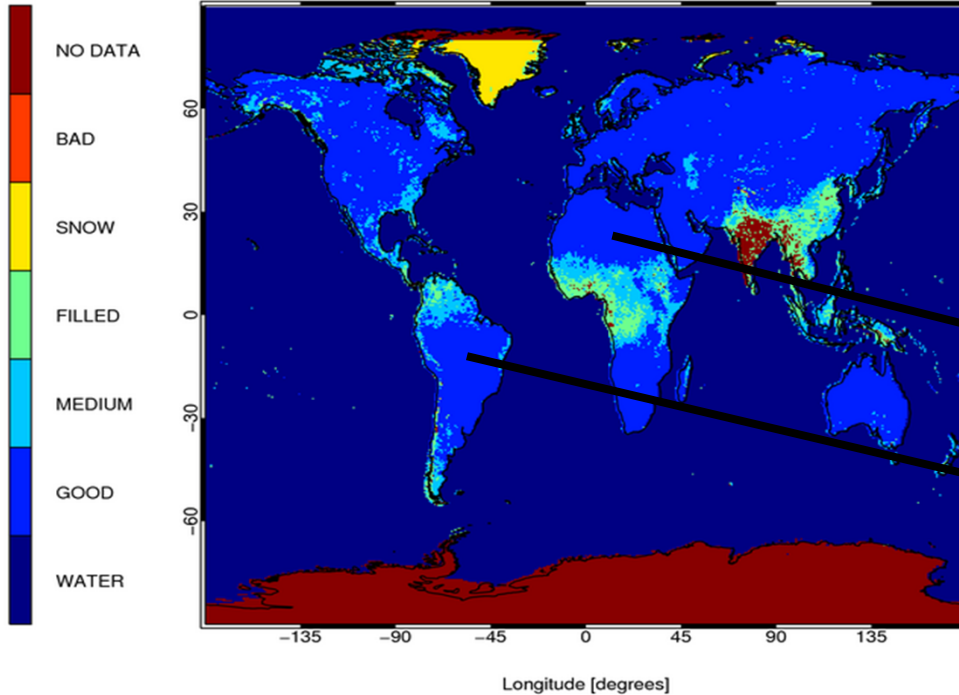 NO DATA
BAD
SNOW
FILLED
MEDIUM
GOOD
WATER
60
30
0
−30
−60
−135
−90
−45
0
45
90
135
Longitude [degrees]